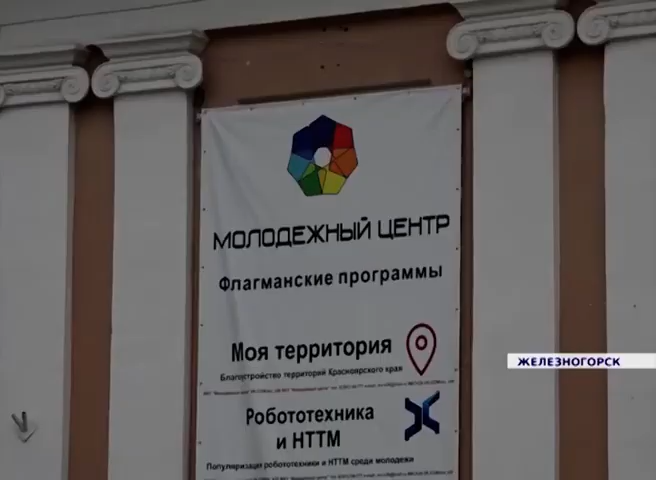 МОЛОДЕЖНЫЙ ЦЕНТР
Флагманские программы
Моя территория
Благоустройство территорий Красноярского края
Робототехника
и НТТМ
Популяризация робототехники и НТТМ среди молодежи
ЖЕЛЕЗНОГОРСК